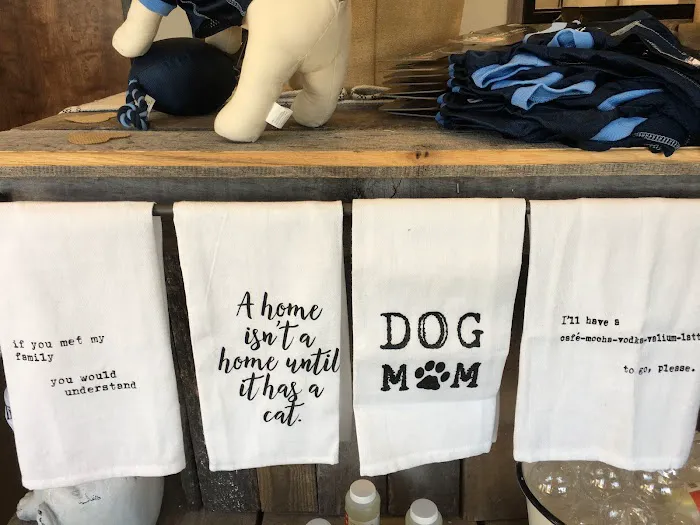 if you met my
family
you would
understand
A home
isn't a
home until
it has a
cat.
DOG
MOM
I'll have a
café-mocha-vodka-valium-latt
to go, please.